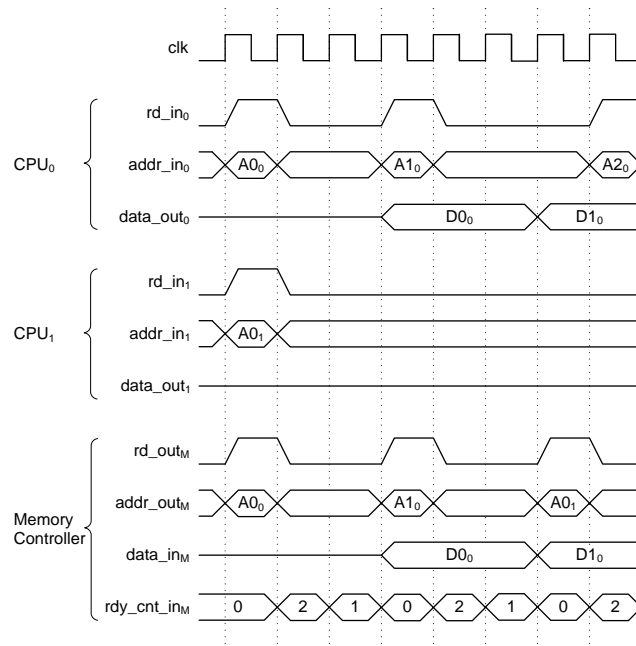 clk
CPU₀
rd_in₀
addr_in₀ A0₀ A1₀ A2₀
data_out₀ D0₀ D1₀
CPU₁
rd_in₁
addr_in₁ A0₁
data_out₁
Memory
Controller
rd_outM
addr_outM A0₀ A1₀ A0₁
data_inM D0₀ D1₀
rdy_cnt_inM 0 2 1 0 2 1 0 2